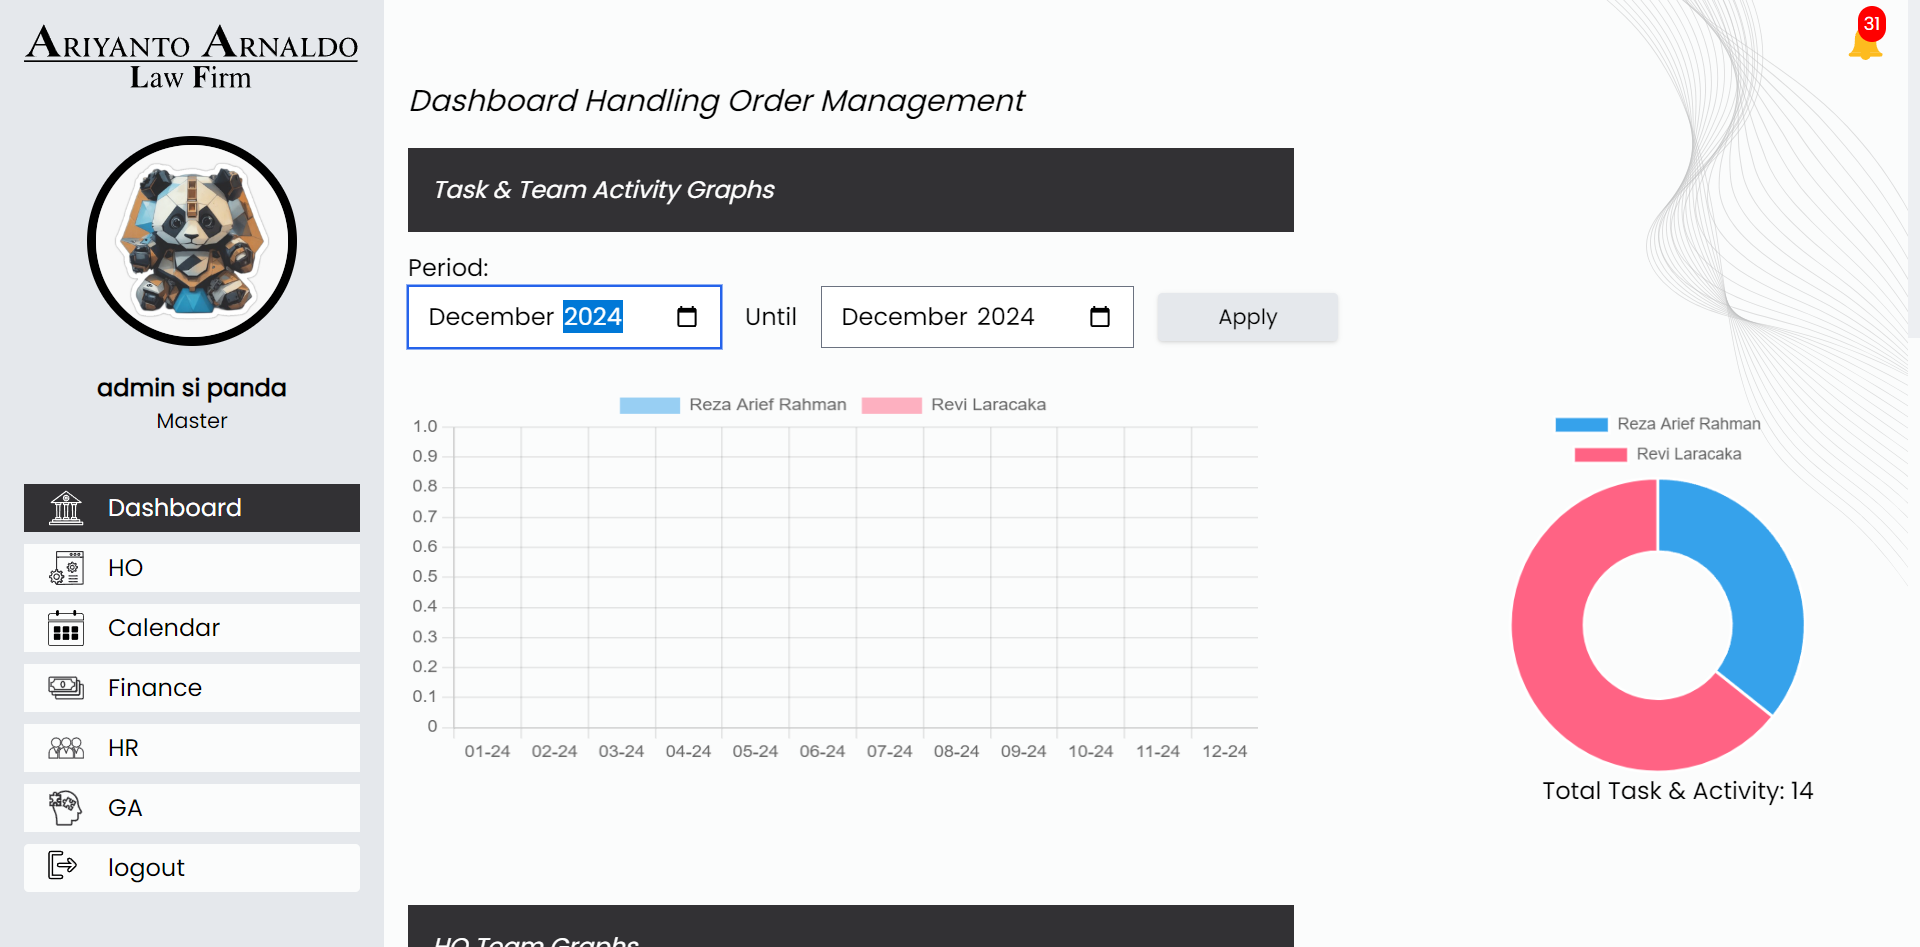 ARIYANTO ARNALDO
Law Firm
admin si panda
Master
Dashboard
HO
Calendar
Finance
HR
GA
logout
31
Dashboard Handling Order Management
Task & Team Activity Graphs
Period:
December 2024 Until December 2024 Apply
Reza Arief Rahman Revi Laracaka
1.0
0.9
0.8
0.7
0.6
0.5
0.4
0.3
0.2
0.1
0
01-24 02-24 03-24 04-24 05-24 06-24 07-24 08-24 09-24 10-24 11-24 12-24
Reza Arief Rahman
Revi Laracaka
Total Task & Activity: 14
HO Team Graphs